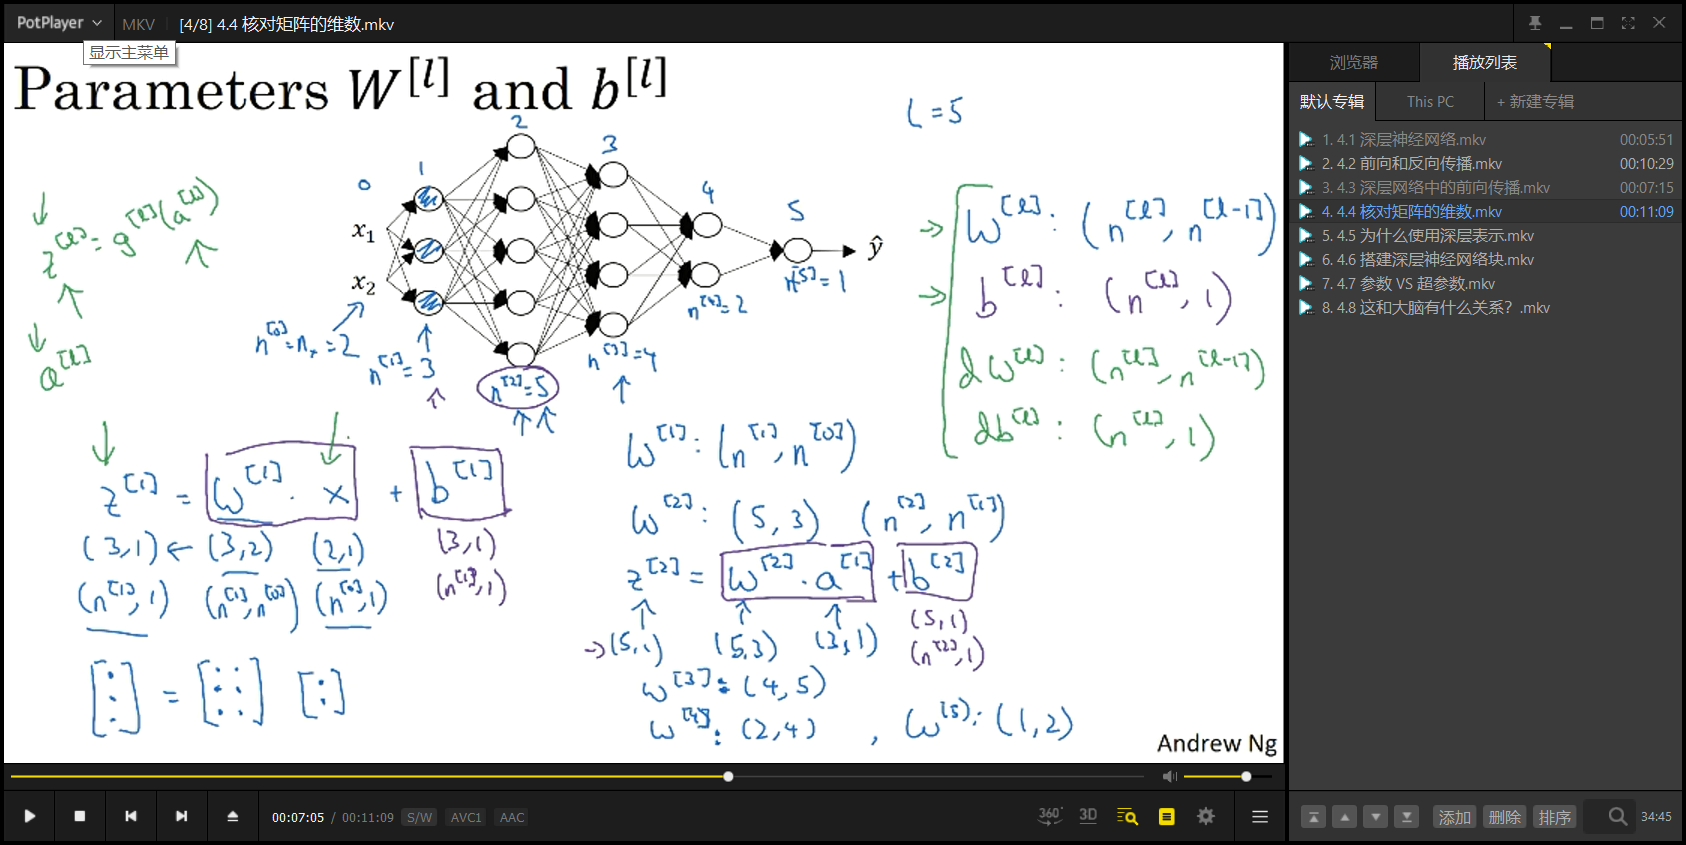 PotPlayer MKV [4/8] 4.4 核对矩阵的维数.mkv
显示主菜单
Parameters W^[l] and b^[l]
L = 5
0 1 2 3 4 5
x₁
x₂
ŷ
n^[0] = nₓ = 2
n^[1] = 3
n^[2] = 5
n^[3] = 4
n^[4] = 2
n^[5] = 1
z^[l] = g^[l](a^[l])
a^[l]
W^[l] : (n^[l], n^[l-1])
b^[l] : (n^[l], 1)
dW^[l] : (n^[l], n^[l-1])
db^[l] : (n^[l], 1)
z^[1] = W^[1] · x + b^[1]
(3,1) ← (3,2) (2,1) (3,1)
(n^[1], 1) (n^[1], n^[0]) (n^[0], 1) (n^[1], 1)
W^[1] : (n^[1], n^[0])
W^[2] : (5, 3) (n^[2], n^[1])
z^[2] = W^[2] · a^[1] + b^[2]
→ (5,1) (5,3) (3,1) (5,1)
(n^[2], 1)
W^[3] : (4, 5)
W^[4] : (2, 4) , W^[5] : (1, 2)
Andrew Ng
00:07:05 / 00:11:09 S/W AVC1 AAC
360° 3D
浏览器 播放列表
默认专辑 This PC + 新建专辑
1. 4.1 深层神经网络.mkv 00:05:51
2. 4.2 前向和反向传播.mkv 00:10:29
3. 4.3 深层网络中的前向传播.mkv 00:07:15
4. 4.4 核对矩阵的维数.mkv 00:11:09
5. 4.5 为什么使用深层表示.mkv
6. 4.6 搭建深层神经网络块.mkv
7. 4.7 参数 VS 超参数.mkv
8. 4.8 这和大脑有什么关系？.mkv
添加 删除 排序 34:45